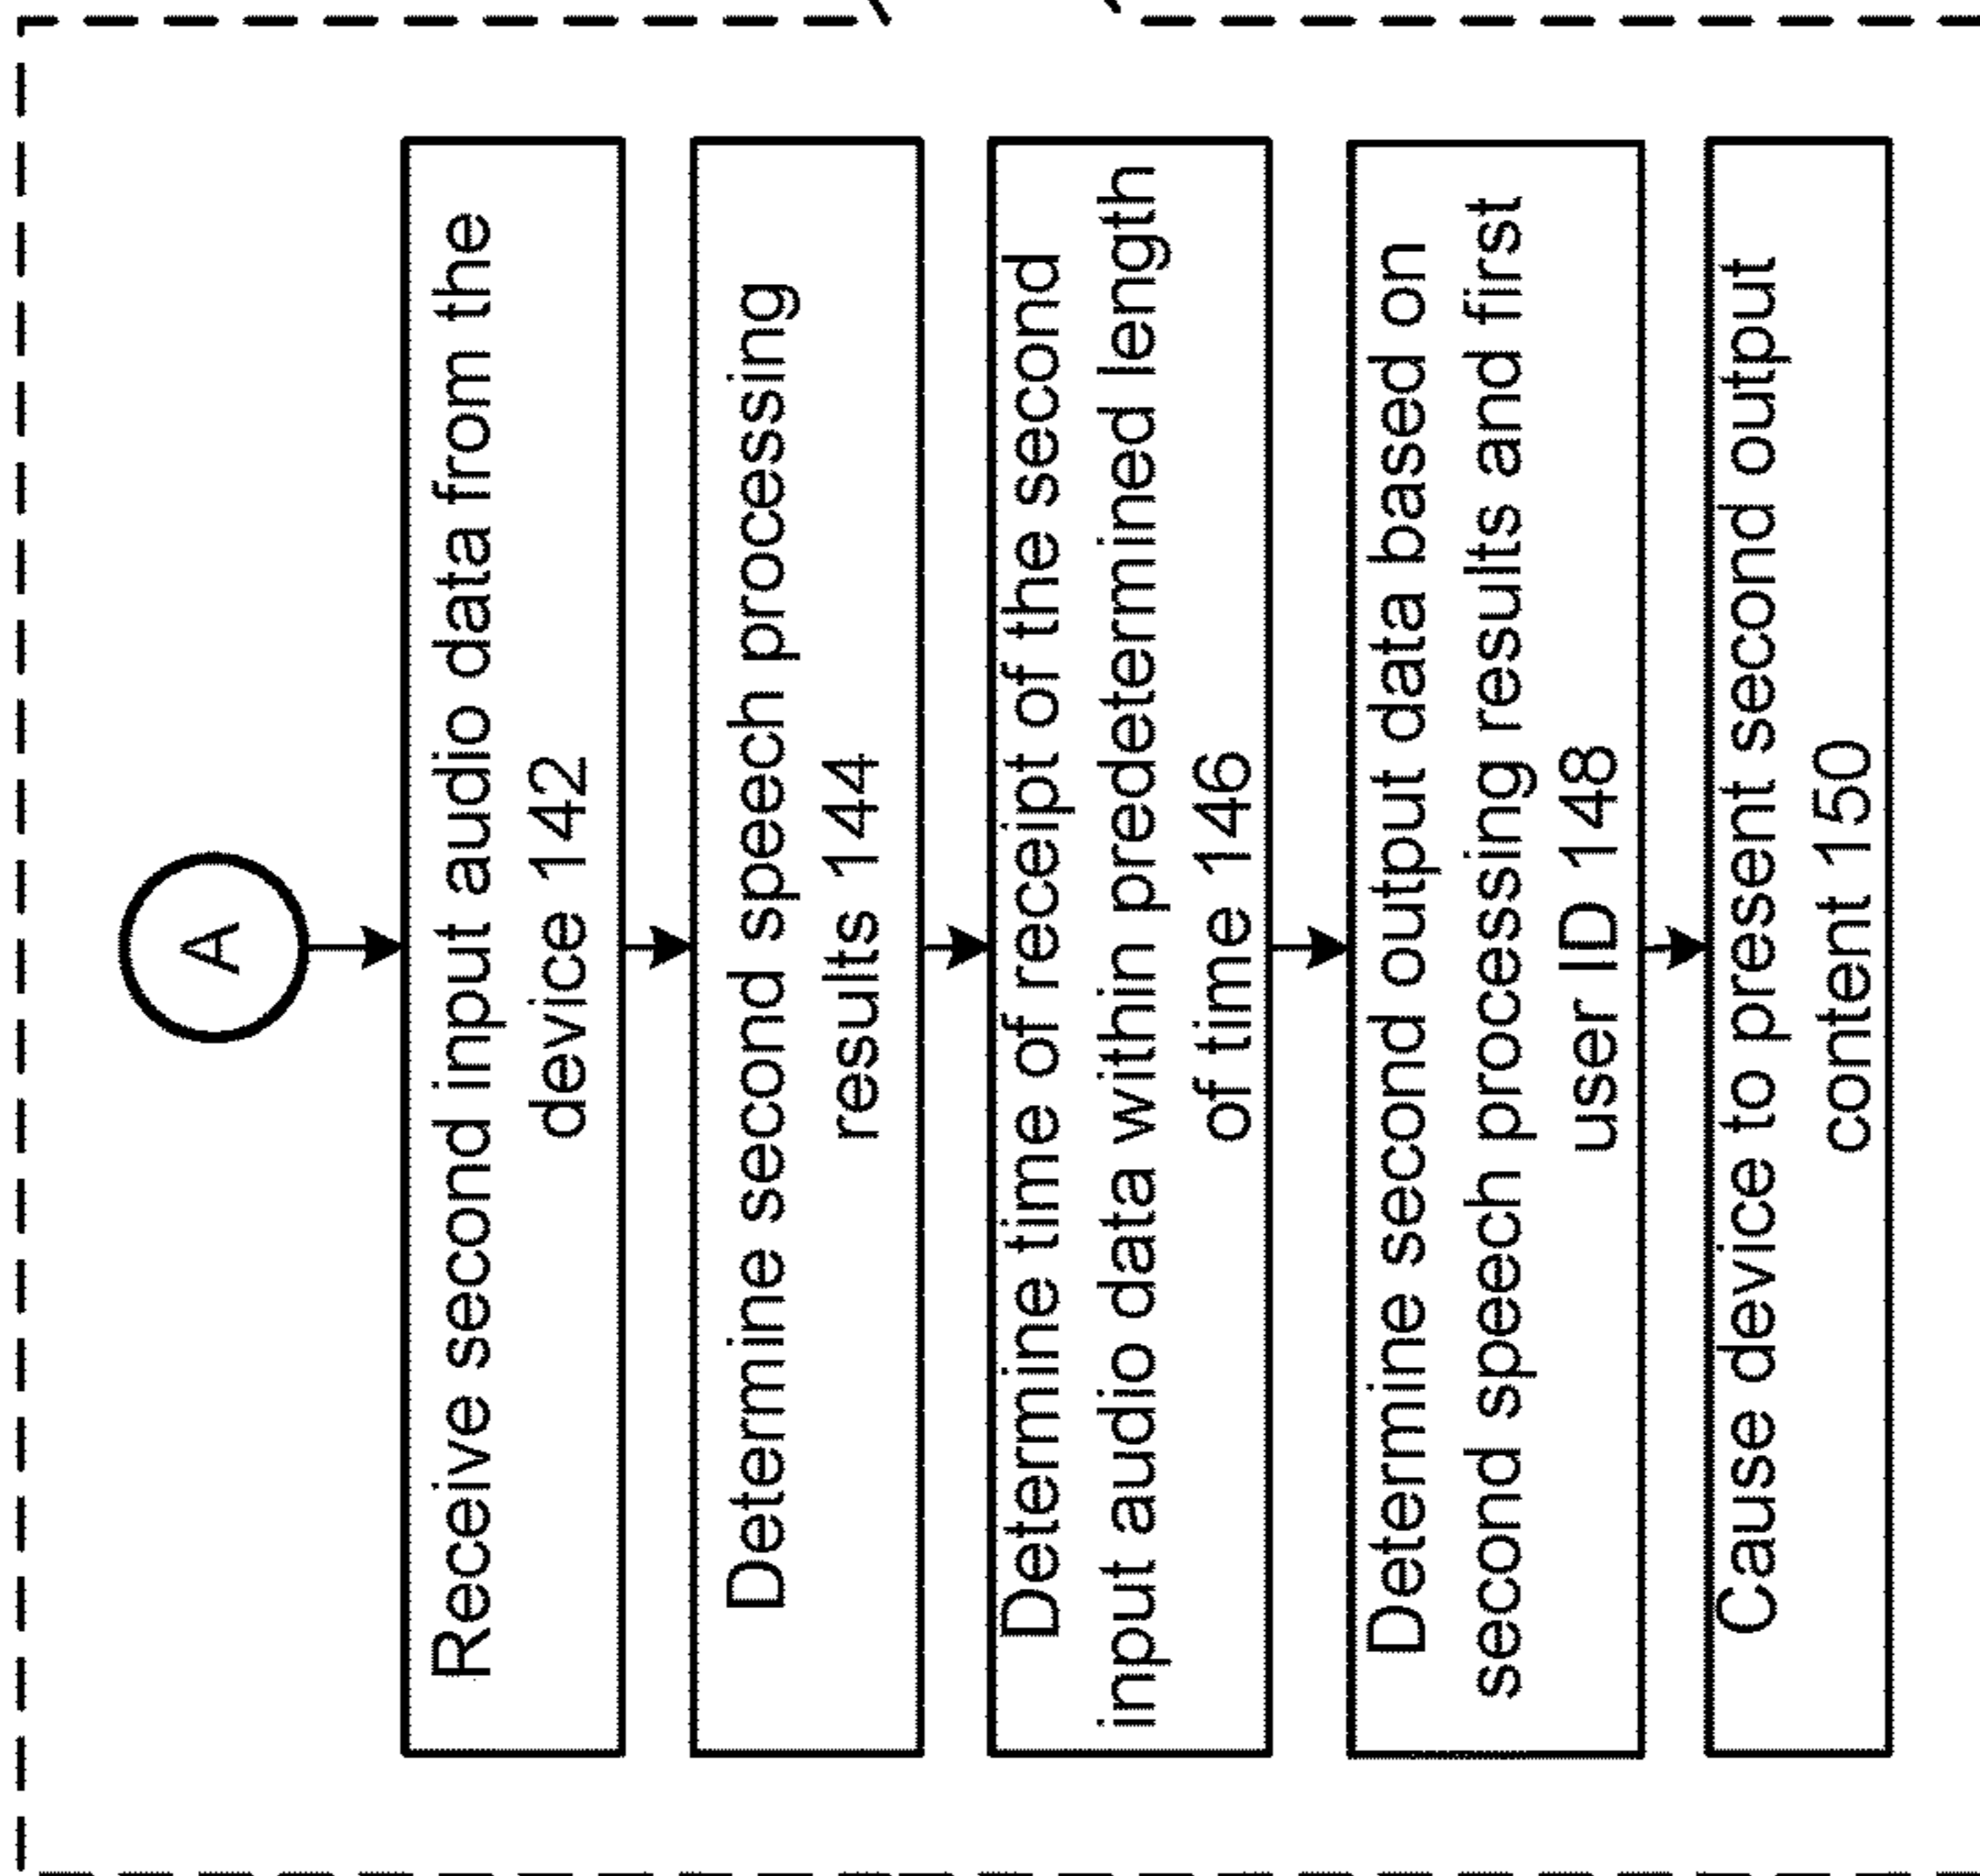 A
Receive second input audio data from the
device 142
Determine second speech processing
results 144
Determine time of receipt of the second
input audio data within predetermined length
of time 146
Determine second output data based on
second speech processing results and first
user ID 148
Cause device to present second output
content 150